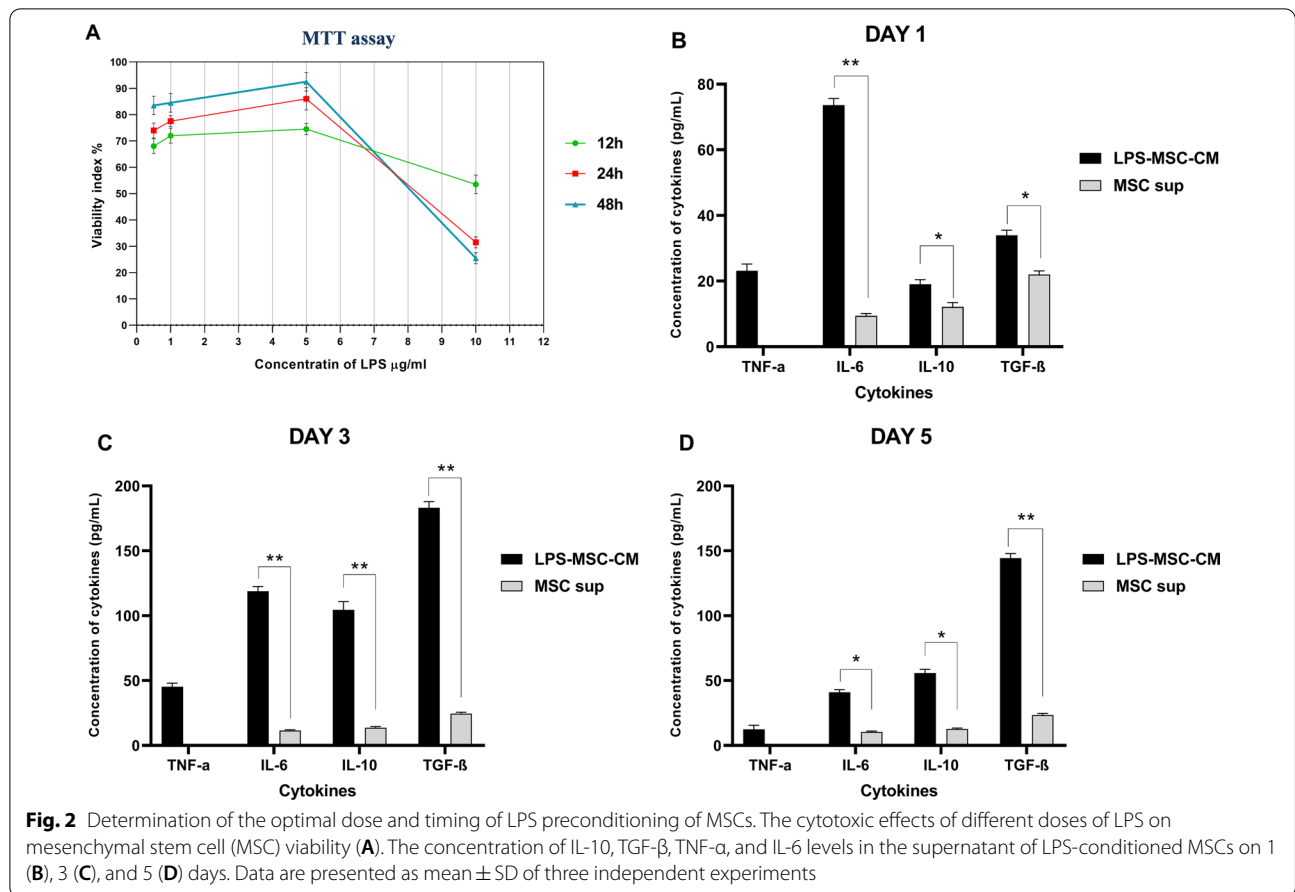 A
MTT assay
100
90
80
70
60
50
40
30
20
10
0
Viability index %
0 1 2 3 4 5 6 7 8 9 10 11 12
Concentratin of LPS µg/ml
12h
24h
48h
B
DAY 1
Concentration of cytokines (pg/mL)
80
60
40
20
0
**
*
*
TNF-a IL-6 IL-10 TGF-ß
Cytokines
LPS-MSC-CM
MSC sup
C
DAY 3
Concentration of cytokines (pg/mL)
200
150
100
50
0
**
**
**
TNF-a IL-6 IL-10 TGF-ß
Cytokines
LPS-MSC-CM
MSC sup
D
DAY 5
Concentration of cytokines (pg/mL)
200
150
100
50
0
*
*
**
TNF-a IL-6 IL-10 TGF-ß
Cytokines
LPS-MSC-CM
MSC sup
Fig. 2 Determination of the optimal dose and timing of LPS preconditioning of MSCs. The cytotoxic effects of different doses of LPS on
mesenchymal stem cell (MSC) viability (A). The concentration of IL-10, TGF-β, TNF-α, and IL-6 levels in the supernatant of LPS-conditioned MSCs on 1
(B), 3 (C), and 5 (D) days. Data are presented as mean ± SD of three independent experiments